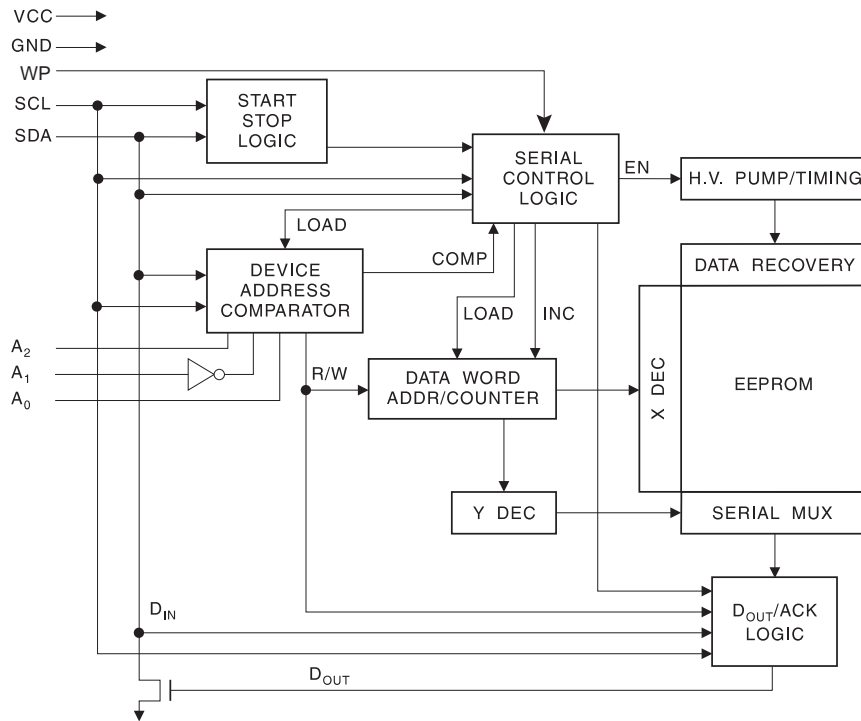 VCC
GND
WP
SCL
SDA
START
STOP
LOGIC
SERIAL
CONTROL
LOGIC
EN
H.V. PUMP/TIMING
LOAD
COMP
DATA RECOVERY
DEVICE
ADDRESS
COMPARATOR
LOAD
INC
A2
A1
A0
R/W
DATA WORD
ADDR/COUNTER
X DEC
EEPROM
Y DEC
SERIAL MUX
DIN
DOUT/ACK
LOGIC
DOUT